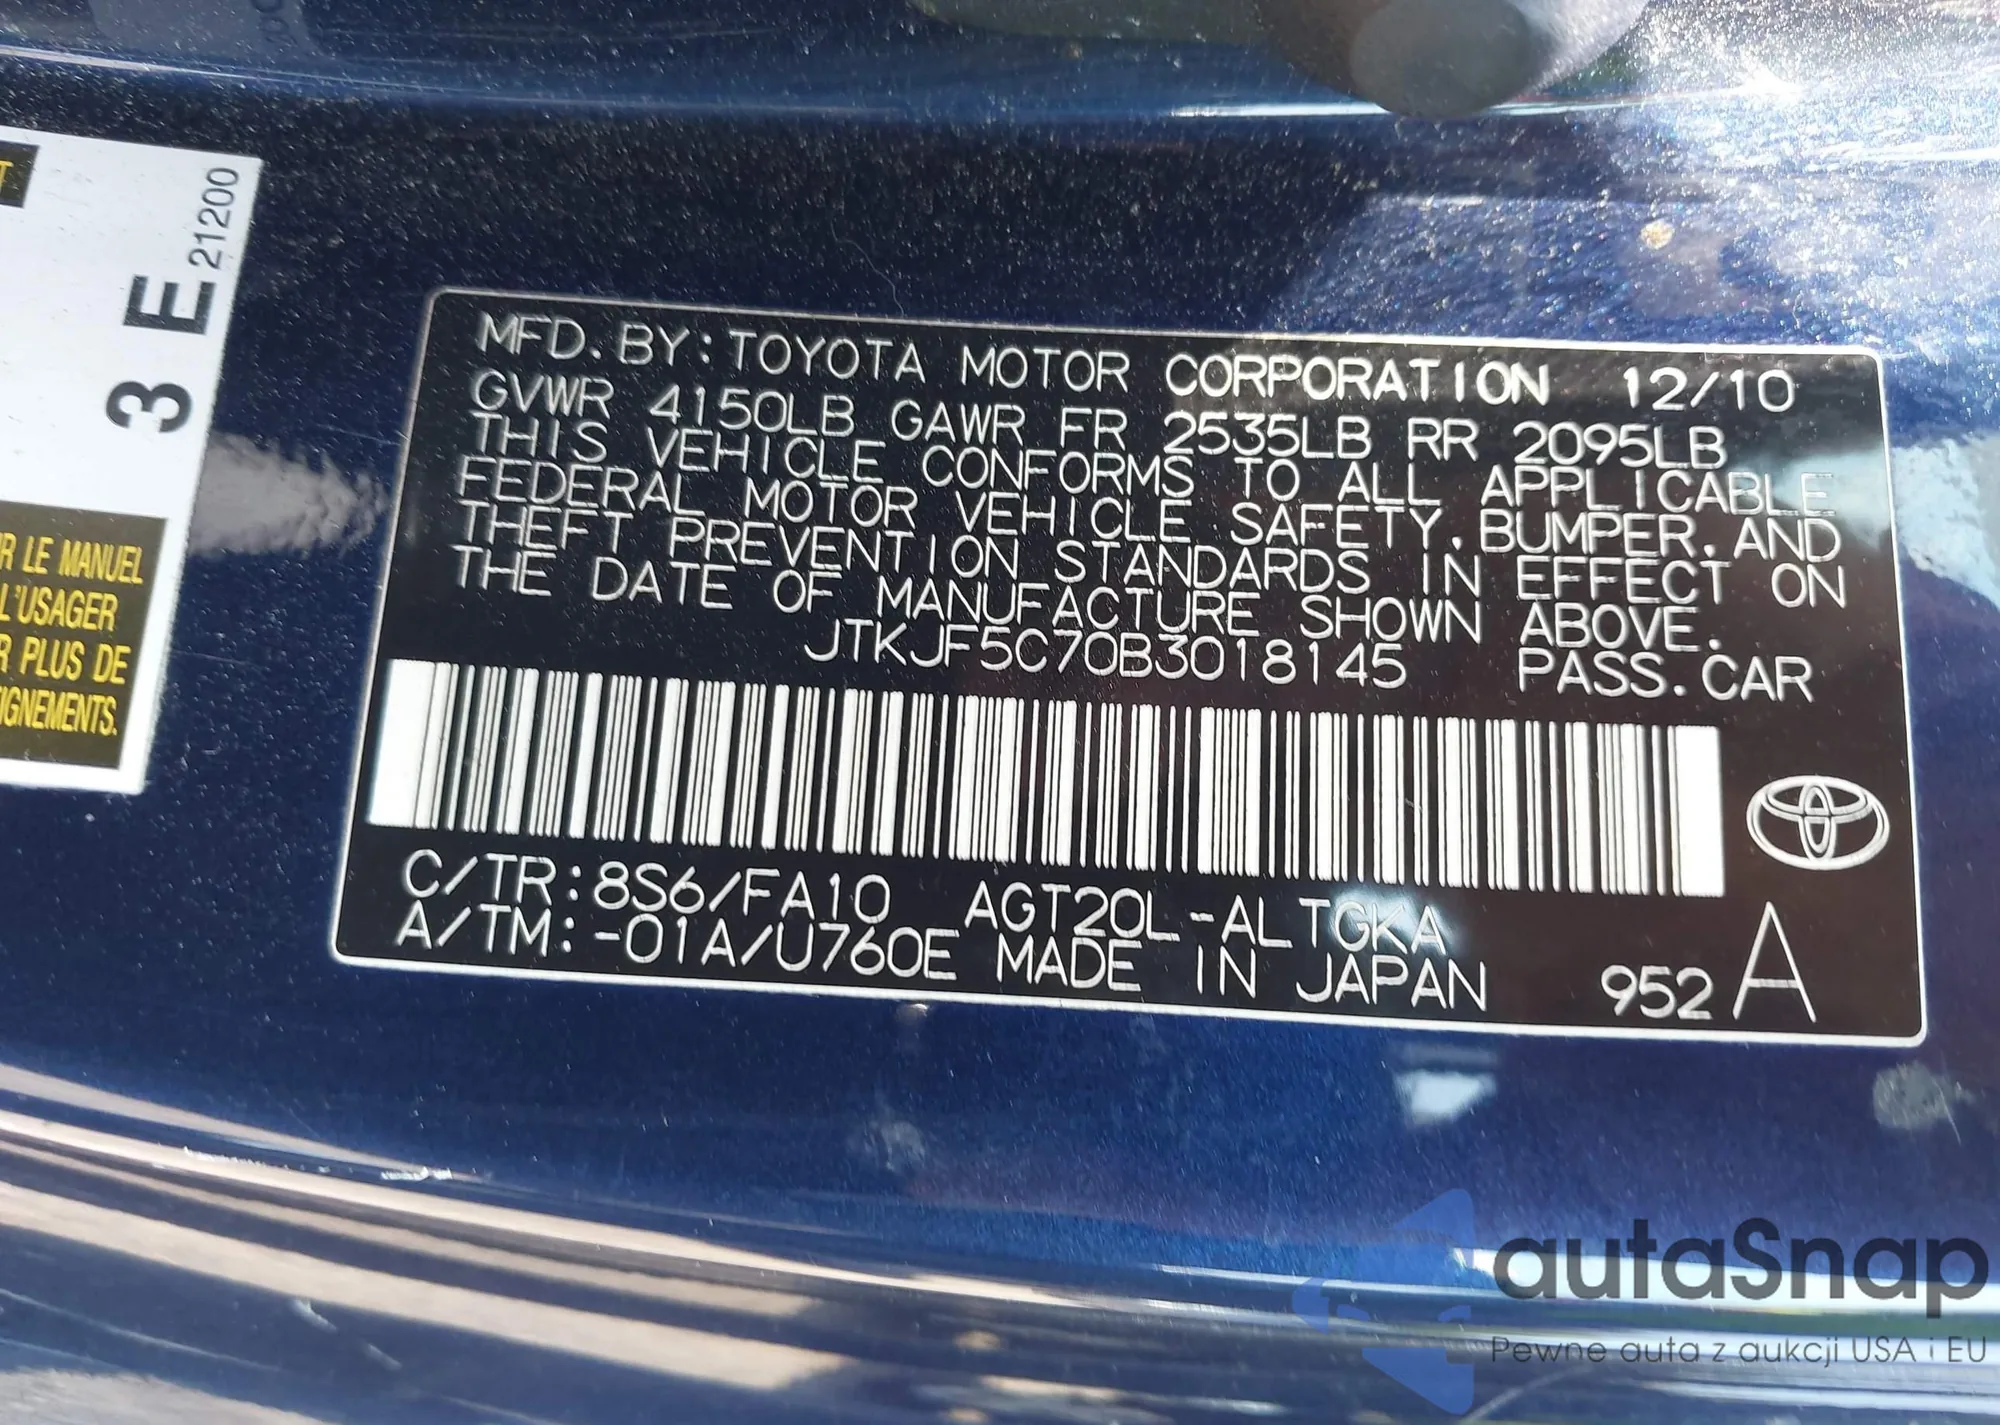 T
3 E 21200
R LE MANUEL
L'USAGER
R PLUS DE
IGNEMENTS.
MFD. BY: TOYOTA MOTOR CORPORATION 12/10
GVWR 4150LB GAWR FR 2535LB RR 2095LB
THIS VEHICLE CONFORMS TO ALL APPLICABLE
FEDERAL MOTOR VEHICLE SAFETY, BUMPER, AND
THEFT PREVENTION STANDARDS IN EFFECT ON
THE DATE OF MANUFACTURE SHOWN ABOVE.
JTKJF5C70B3018145 PASS. CAR
C/TR: 8S6/FA10 AGT20L-ALTGKA
A/TM: -01A/U760E MADE IN JAPAN 952 A
autaSnap
Pewne auta z aukcji USA i EU